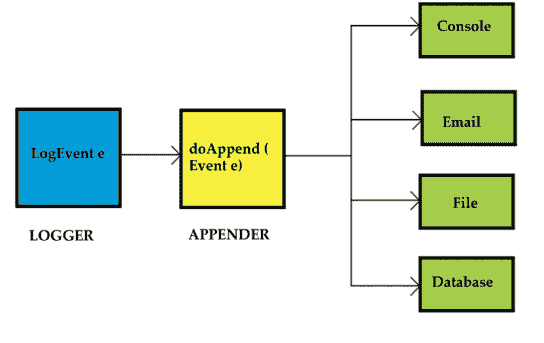 LogEvent e
LOGGER
doAppend (
Event e)
APPENDER
Console
Email
File
Database